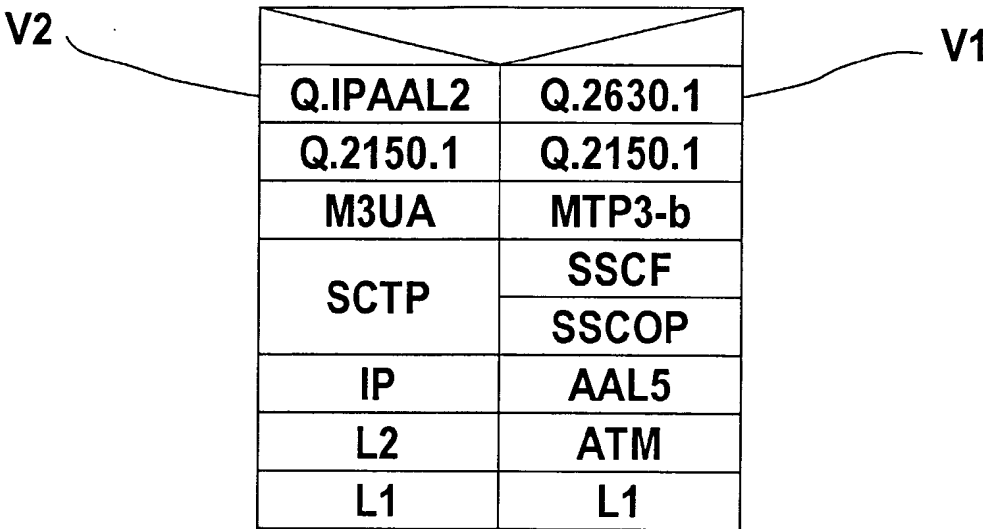 V2
V1
Q.IPAAL2 Q.2630.1
Q.2150.1 Q.2150.1
M3UA MTP3-b
SCTP SSCF
SSCOP
IP AAL5
L2 ATM
L1 L1